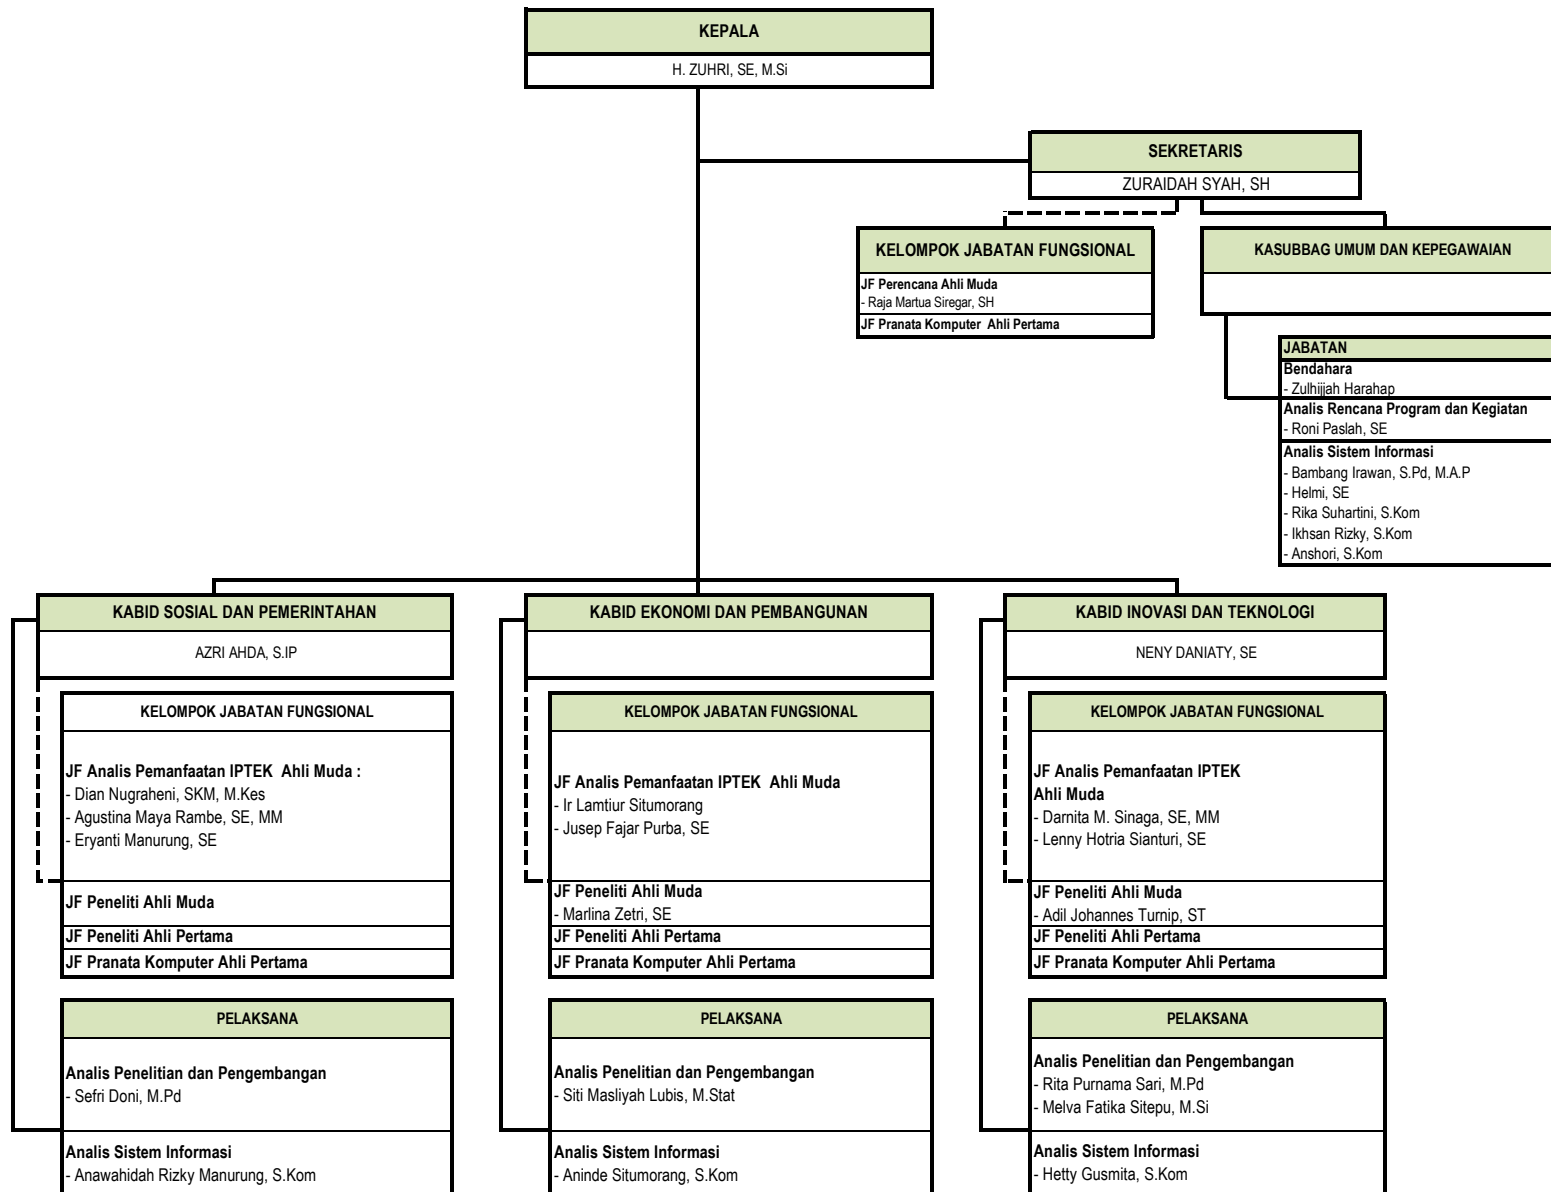 KEPALA
H. ZUHRI, SE, M.Si
SEKRETARIS
ZURAIDAH SYAH, SH
KELOMPOK JABATAN FUNGSIONAL
JF Perencana Ahli Muda
- Raja Martua Siregar, SH
JF Pranata Komputer Ahli Pertama
KASUBBAG UMUM DAN KEPEGAWAIAN
JABATAN
Bendahara
- Zulhijjah Harahap
Analis Rencana Program dan Kegiatan
- Roni Paslah, SE
Analis Sistem Informasi
- Bambang Irawan, S.Pd, M.A.P
- Helmi, SE
- Rika Suhartini, S.Kom
- Ikhsan Rizky, S.Kom
- Anshori, S.Kom
KABID SOSIAL DAN PEMERINTAHAN
AZRI AHDA, S.IP
KELOMPOK JABATAN FUNGSIONAL
JF Analis Pemanfaatan IPTEK Ahli Muda :
- Dian Nugraheni, SKM, M.Kes
- Agustina Maya Rambe, SE, MM
- Eryanti Manurung, SE
JF Peneliti Ahli Muda
JF Peneliti Ahli Pertama
JF Pranata Komputer Ahli Pertama
PELAKSANA
Analis Penelitian dan Pengembangan
- Sefri Doni, M.Pd
Analis Sistem Informasi
- Anawahidah Rizky Manurung, S.Kom
KABID EKONOMI DAN PEMBANGUNAN
KELOMPOK JABATAN FUNGSIONAL
JF Analis Pemanfaatan IPTEK Ahli Muda
- Ir Lamtiur Situmorang
- Jusep Fajar Purba, SE
JF Peneliti Ahli Muda
- Marlina Zetri, SE
JF Peneliti Ahli Pertama
JF Pranata Komputer Ahli Pertama
PELAKSANA
Analis Penelitian dan Pengembangan
- Siti Masliyah Lubis, M.Stat
Analis Sistem Informasi
- Aninde Situmorang, S.Kom
KABID INOVASI DAN TEKNOLOGI
NENY DANIATY, SE
KELOMPOK JABATAN FUNGSIONAL
JF Analis Pemanfaatan IPTEK
Ahli Muda
- Darnita M. Sinaga, SE, MM
- Lenny Hotria Sianturi, SE
JF Peneliti Ahli Muda
- Adil Johannes Turnip, ST
JF Peneliti Ahli Pertama
JF Pranata Komputer Ahli Pertama
PELAKSANA
Analis Penelitian dan Pengembangan
- Rita Purnama Sari, M.Pd
- Melva Fatika Sitepu, M.Si
Analis Sistem Informasi
- Hetty Gusmita, S.Kom